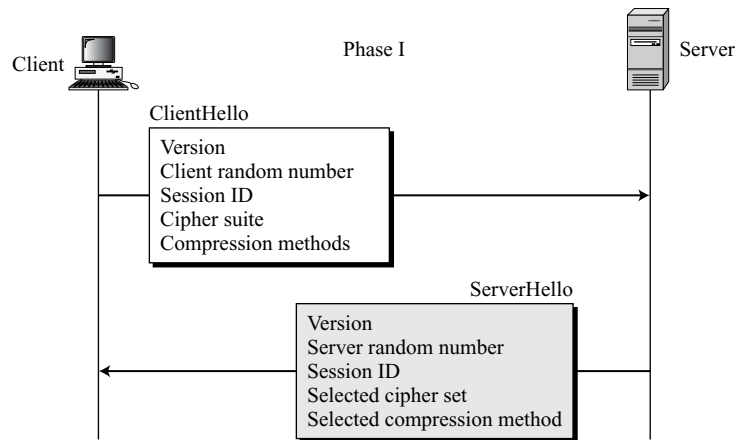 Phase I
Client
Server
ClientHello
Version
Client random number
Session ID
Cipher suite
Compression methods
ServerHello
Version
Server random number
Session ID
Selected cipher set
Selected compression method